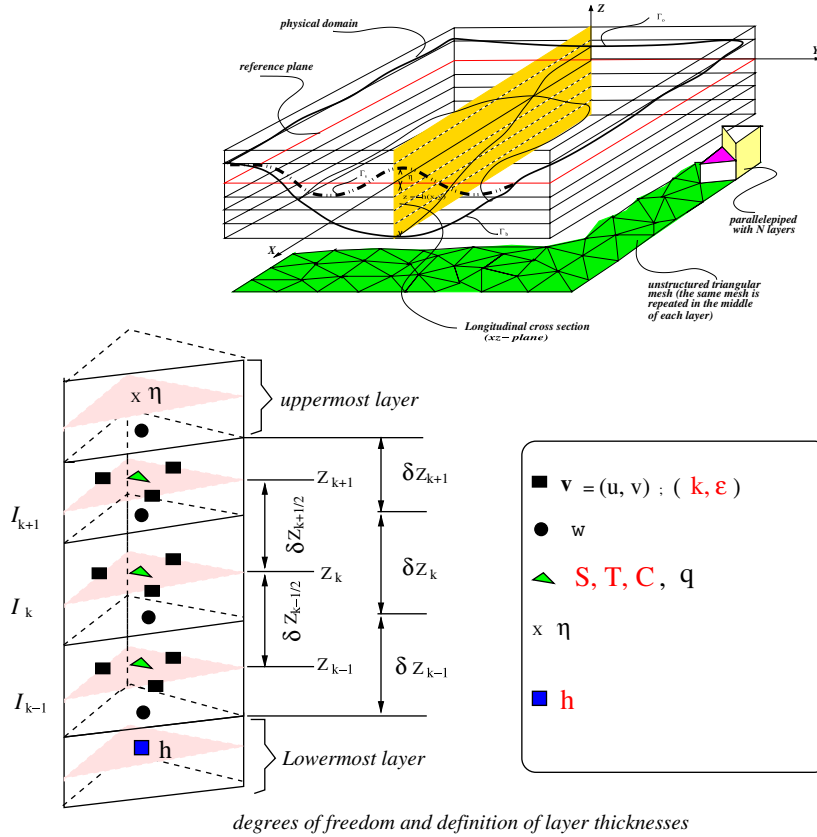 Z
physical domain
Γ
Y
reference plane
η
Γ
Γ
X
parallelepiped
with N layers
unstructured triangular
mesh (the same mesh is
repeated in the middle
of each layer)
Longitudinal cross section
(xz-plane)
x η
uppermost layer
I k+1
Z k+1
δZ k+1
δZ k+1/2
I k
Z k
δZ k
δZ k-1/2
I k-1
Z k-1
δZ k-1
h
Lowermost layer
v = (u, v) ; ( k, ε )
w
S, T, C, q
x η
h
degrees of freedom and definition of layer thicknesses